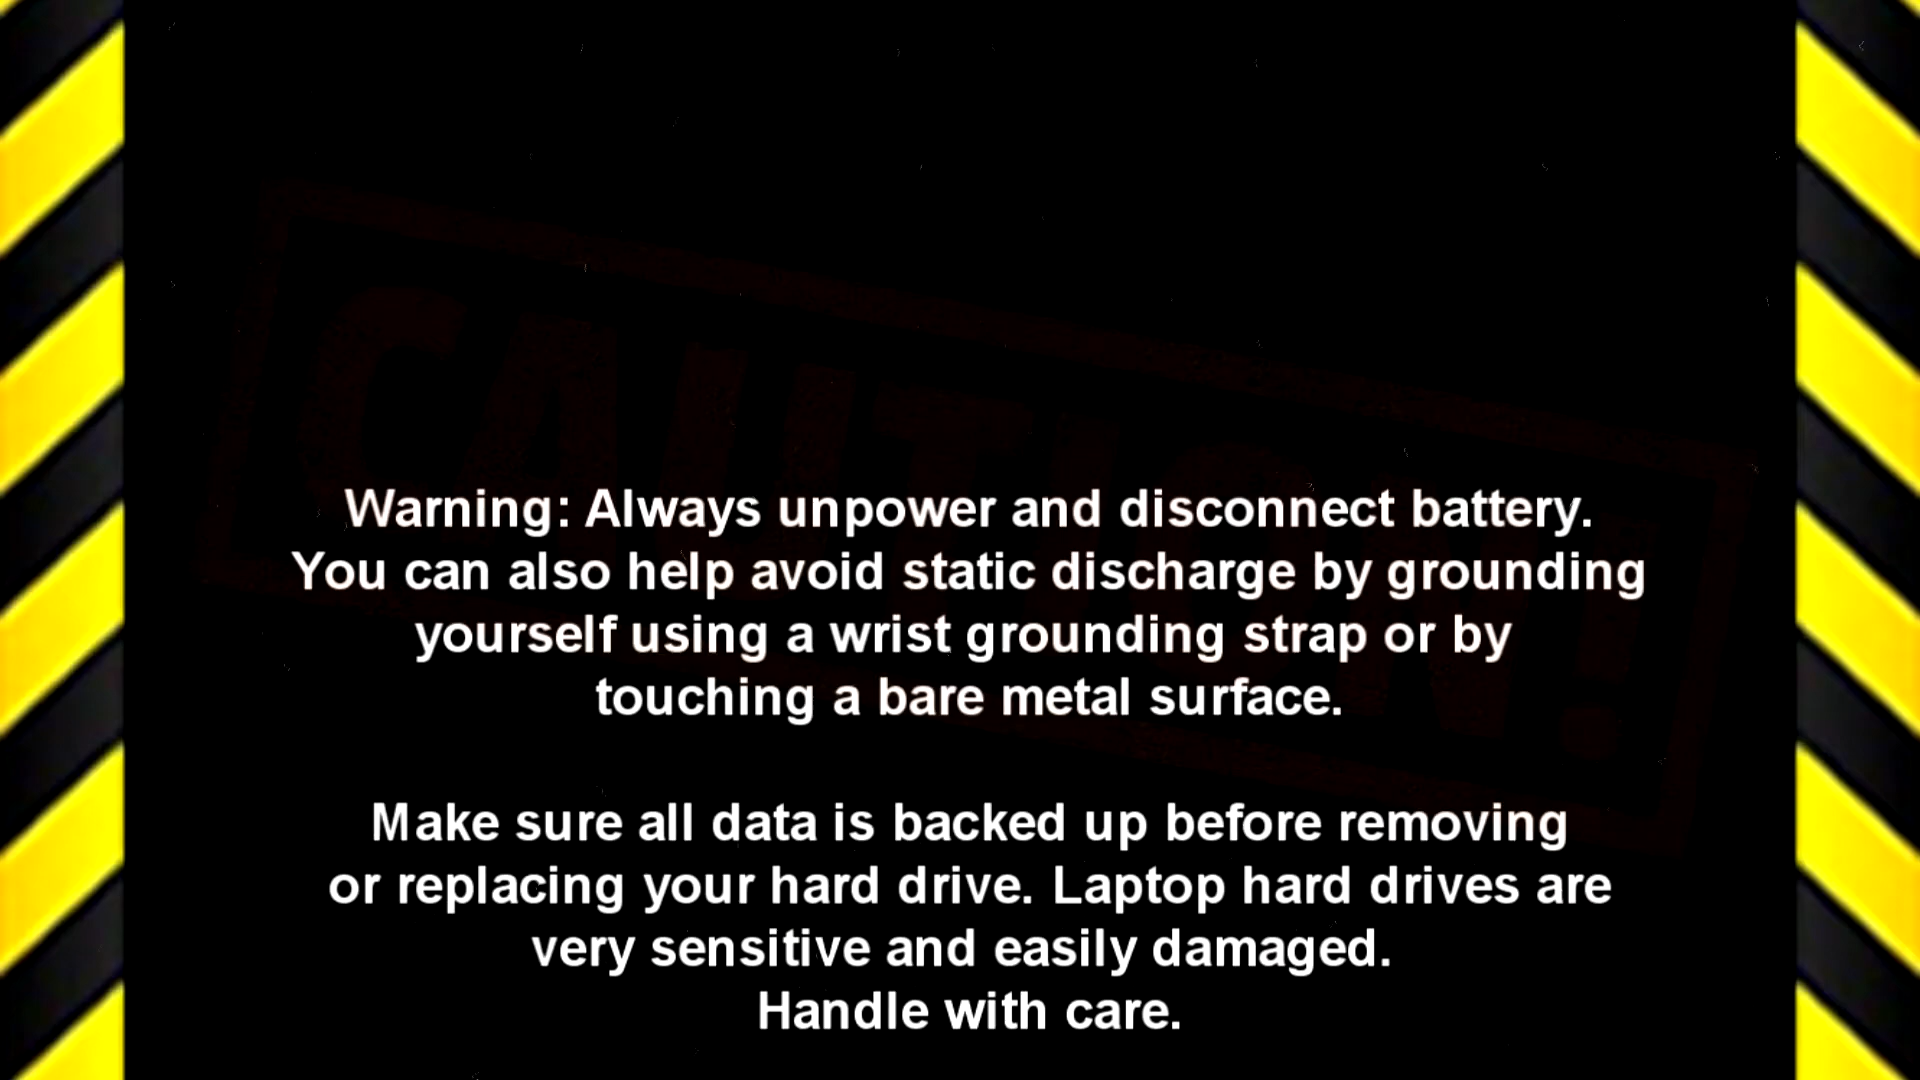 CAUTION!
Warning: Always unpower and disconnect battery.
You can also help avoid static discharge by grounding
yourself using a wrist grounding strap or by
touching a bare metal surface.
Make sure all data is backed up before removing
or replacing your hard drive. Laptop hard drives are
very sensitive and easily damaged.
Handle with care.